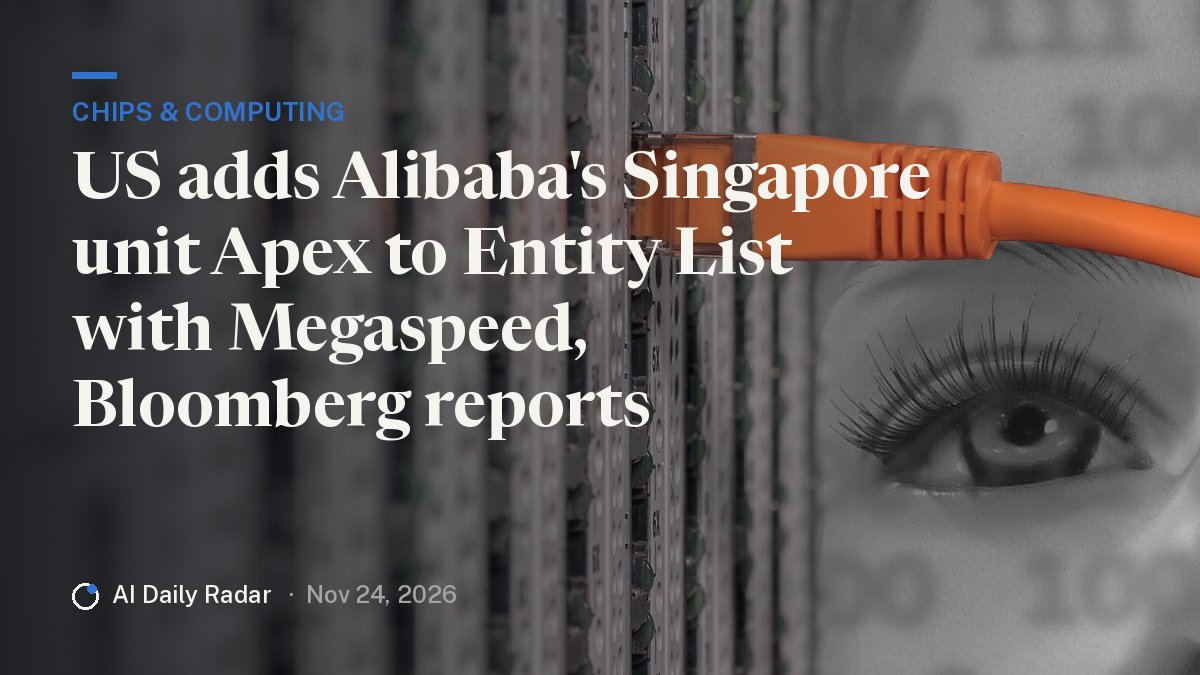 CHIPS & COMPUTING
US adds Alibaba's Singapore
unit Apex to Entity List
with Megaspeed,
Bloomberg reports
AI Daily Radar · Nov 24, 2026